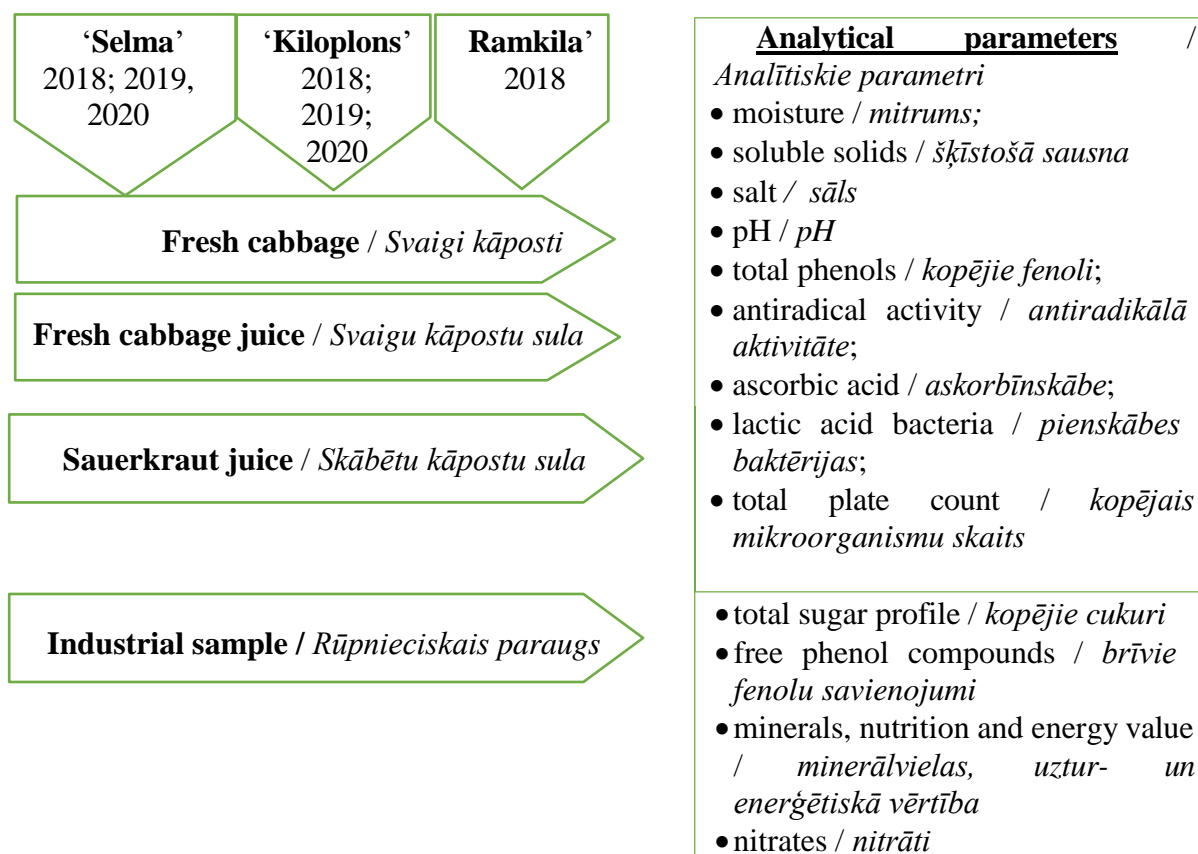 ‘Selma’
2018; 2019,
2020
‘Kiloplons’
2018;
2019;
2020
Ramkila’
2018
Fresh cabbage / Svaigi kāposti
Fresh cabbage juice / Svaigu kāpostu sula
Sauerkraut juice / Skābētu kāpostu sula
Industrial sample / Rūpnieciskais paraugs
Analytical parameters /
Analītiskie parametri
• moisture / mitrums;
• soluble solids / šķīstošā sausna
• salt / sāls
• pH / pH
• total phenols / kopējie fenoli;
• antiradical activity / antiradikālā
aktivitāte;
• ascorbic acid / askorbīnskābe;
• lactic acid bacteria / pienskābes
baktērijas;
• total plate count / kopējais
mikroorganismu skaits
• total sugar profile / kopējie cukuri
• free phenol compounds / brīvie
fenolu savienojumi
• minerals, nutrition and energy value
/ minerālvielas, uztur- un
enerģētiskā vērtība
• nitrates / nitrāti